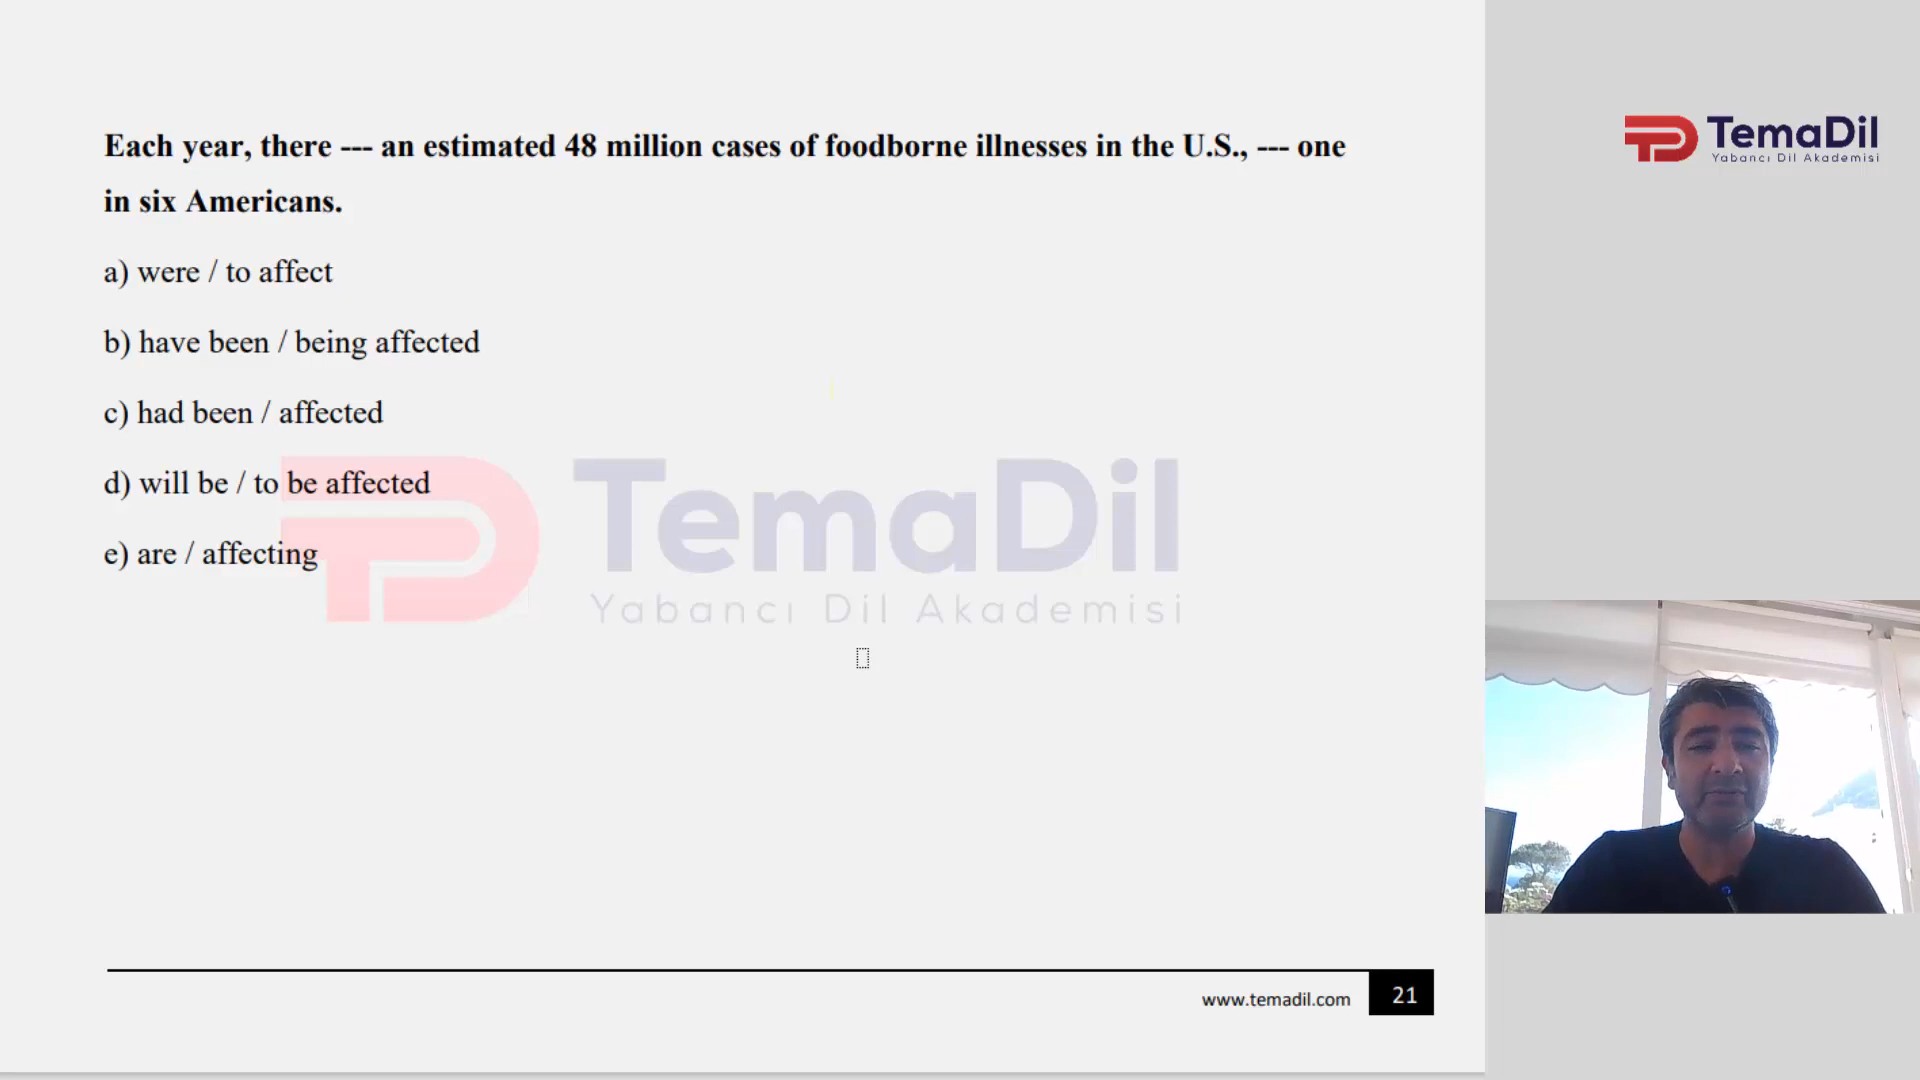 Each year, there --- an estimated 48 million cases of foodborne illnesses in the U.S., --- one
in six Americans.
a) were / to affect
b) have been / being affected
c) had been / affected
d) will be / to be affected
e) are / affecting
TemaDil
Yabancı Dil Akademisi
www.temadil.com
21
TemaDil
Yabancı Dil Akademisi